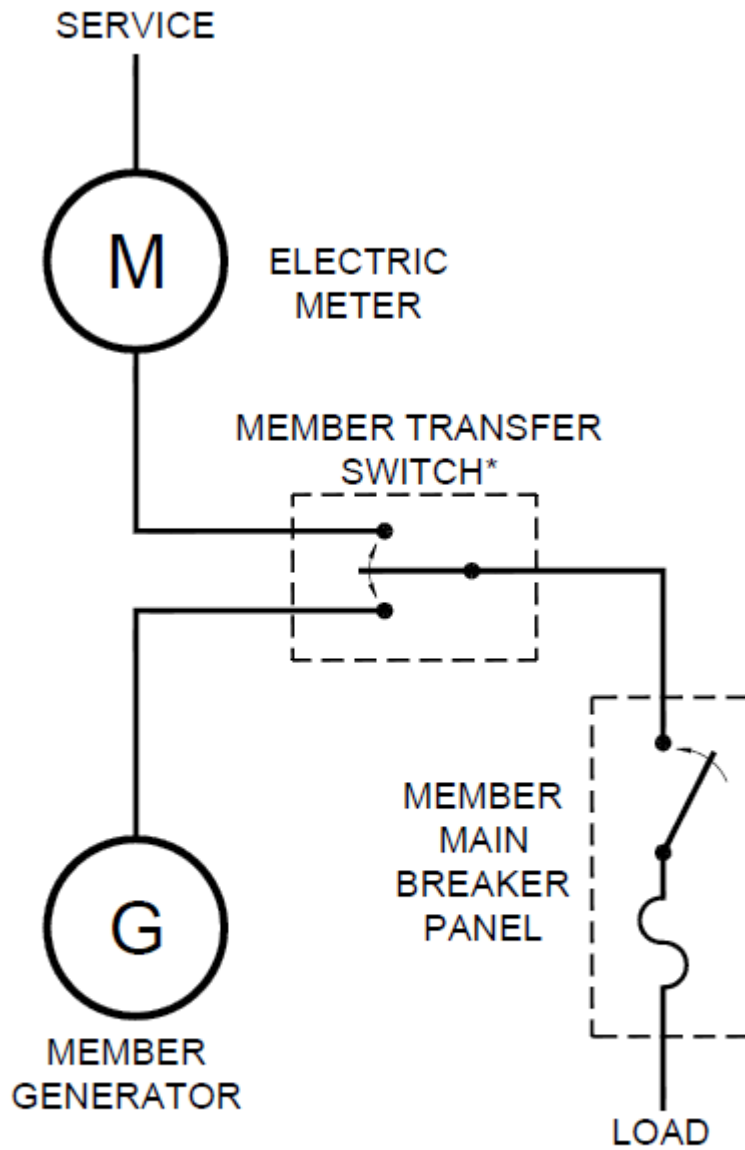 SERVICE
M
ELECTRIC
METER
MEMBER TRANSFER
SWITCH*
MEMBER
MAIN
BREAKER
PANEL
G
MEMBER
GENERATOR
LOAD